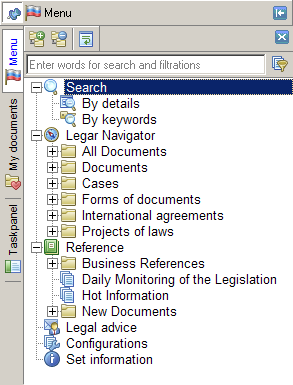 Menu
Enter words for search and filtrations
Menu
My documents
Taskpanel
Search
By details
By keywords
Legar Navigator
All Documents
Documents
Cases
Forms of documents
International agreements
Projects of laws
Reference
Business References
Daily Monitoring of the Legislation
Hot Information
New Documents
Legal advice
Configurations
Set information